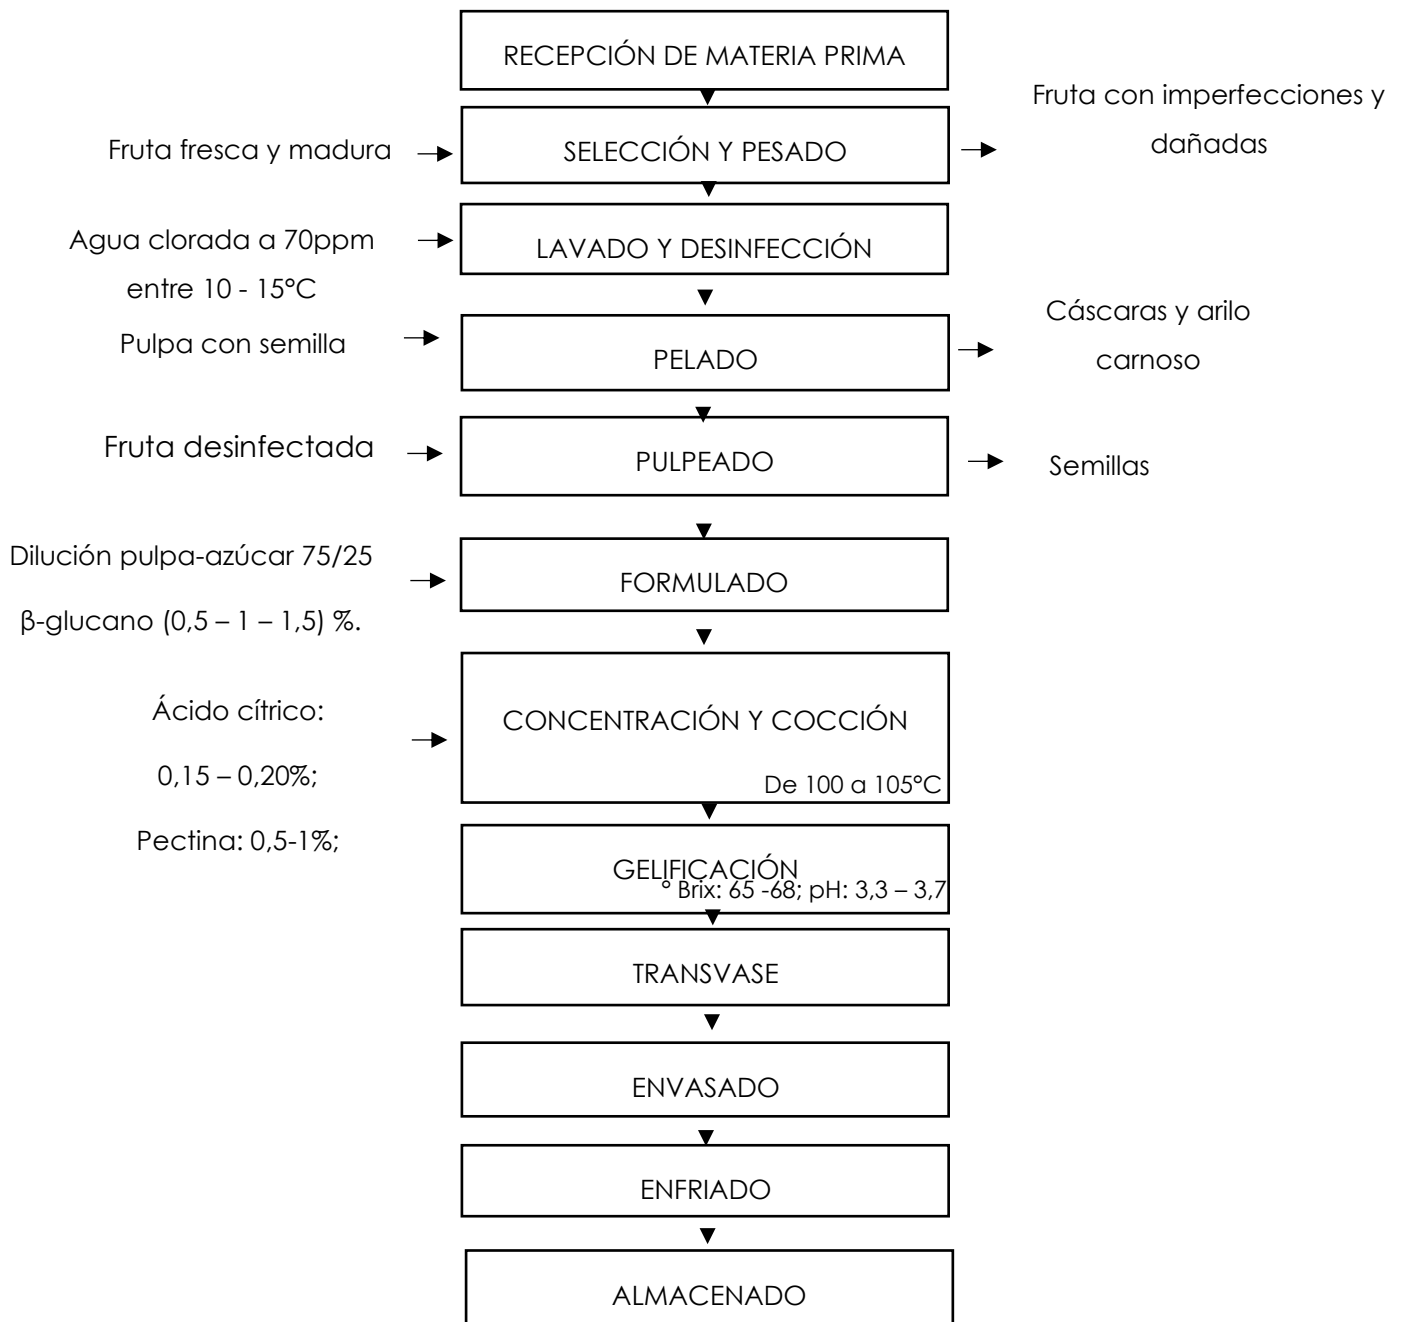 RECEPCIÓN DE MATERIA PRIMA
Fruta con imperfecciones y
dañadas
Fruta fresca y madura
SELECCIÓN Y PESADO
Agua clorada a 70ppm
entre 10 - 15°C
LAVADO Y DESINFECCIÓN
Pulpa con semilla
PELADO
Cáscaras y arilo
carnoso
Fruta desinfectada
PULPEADO
Semillas
Dilución pulpa-azúcar 75/25
β-glucano (0,5 – 1 – 1,5) %.
FORMULADO
Ácido cítrico:
0,15 – 0,20%;
Pectina: 0,5-1%;
CONCENTRACIÓN Y COCCIÓN
De 100 a 105°C
GELIFICACIÓN
° Brix: 65 -68; pH: 3,3 – 3,7
TRANSVASE
ENVASADO
ENFRIADO
ALMACENADO